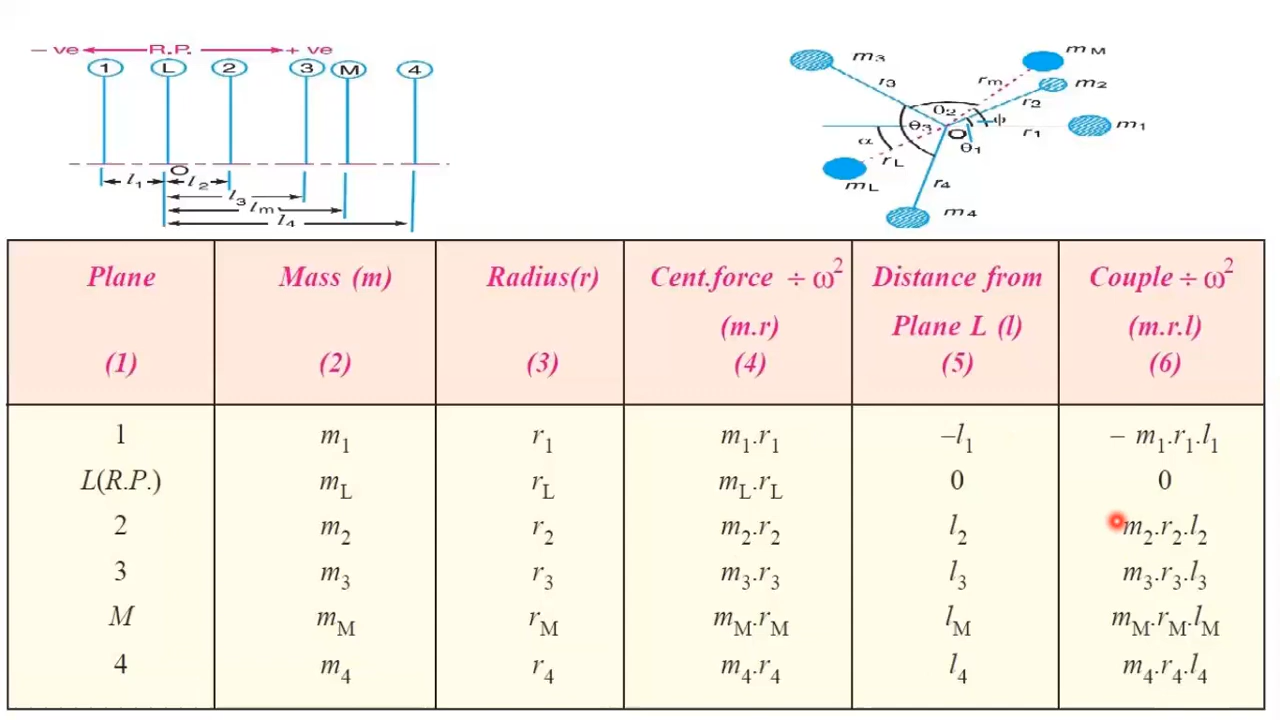 – ve R.P. + ve
1 L 2 3 M 4
O
l1 l2
l3
lm
l4
m3 mM
r3 rm m2
θ2 r2
θ3 ψ m1
α O r1
rL θ1
mL r4
m4
Plane Mass (m) Radius(r) Cent.force ÷ ω² Distance from Couple ÷ ω²
(m.r) Plane L (l) (m.r.l)
(1) (2) (3) (4) (5) (6)
1 m1 r1 m1.r1 –l1 – m1.r1.l1
L(R.P.) mL rL mL.rL 0 0
2 m2 r2 m2.r2 l2 m2.r2.l2
3 m3 r3 m3.r3 l3 m3.r3.l3
M mM rM mM.rM lM mM.rM.lM
4 m4 r4 m4.r4 l4 m4.r4.l4